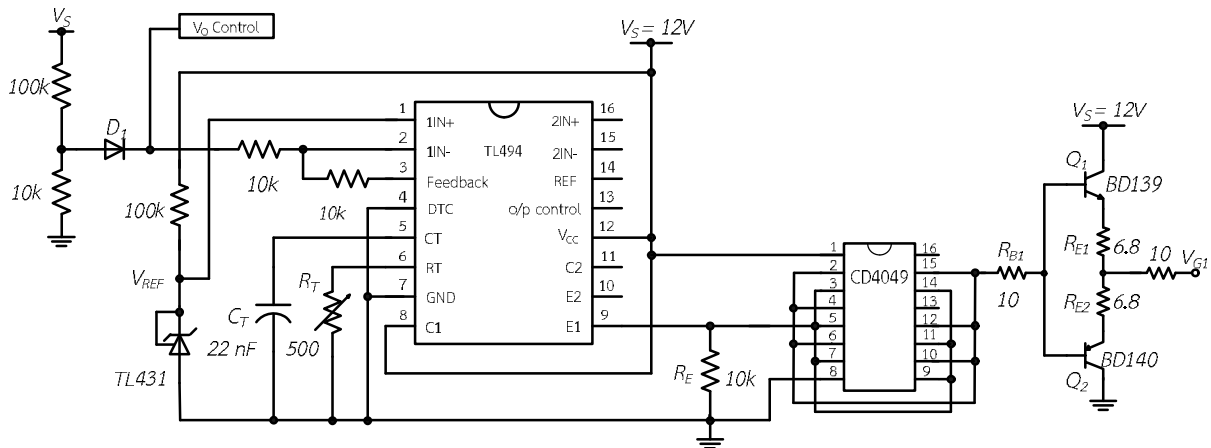 V_S
V_O Control
V_S = 12V
100k
D_1
10k
100k
V_REF
TL431
C_T
22 nF
R_T
500
10k
10k
TL494
1
1IN+
2
1IN-
3
Feedback
4
DTC
5
CT
6
RT
7
GND
8
C1
16
2IN+
15
2IN-
14
REF
13
o/p control
12
V_CC
11
C2
10
E2
9
E1
R_E
10k
CD4049
1
2
3
4
5
6
7
8
16
15
14
13
12
11
10
9
R_B1
10
V_S = 12V
Q_1
BD139
R_E1
6.8
10
V_G1
R_E2
6.8
BD140
Q_2